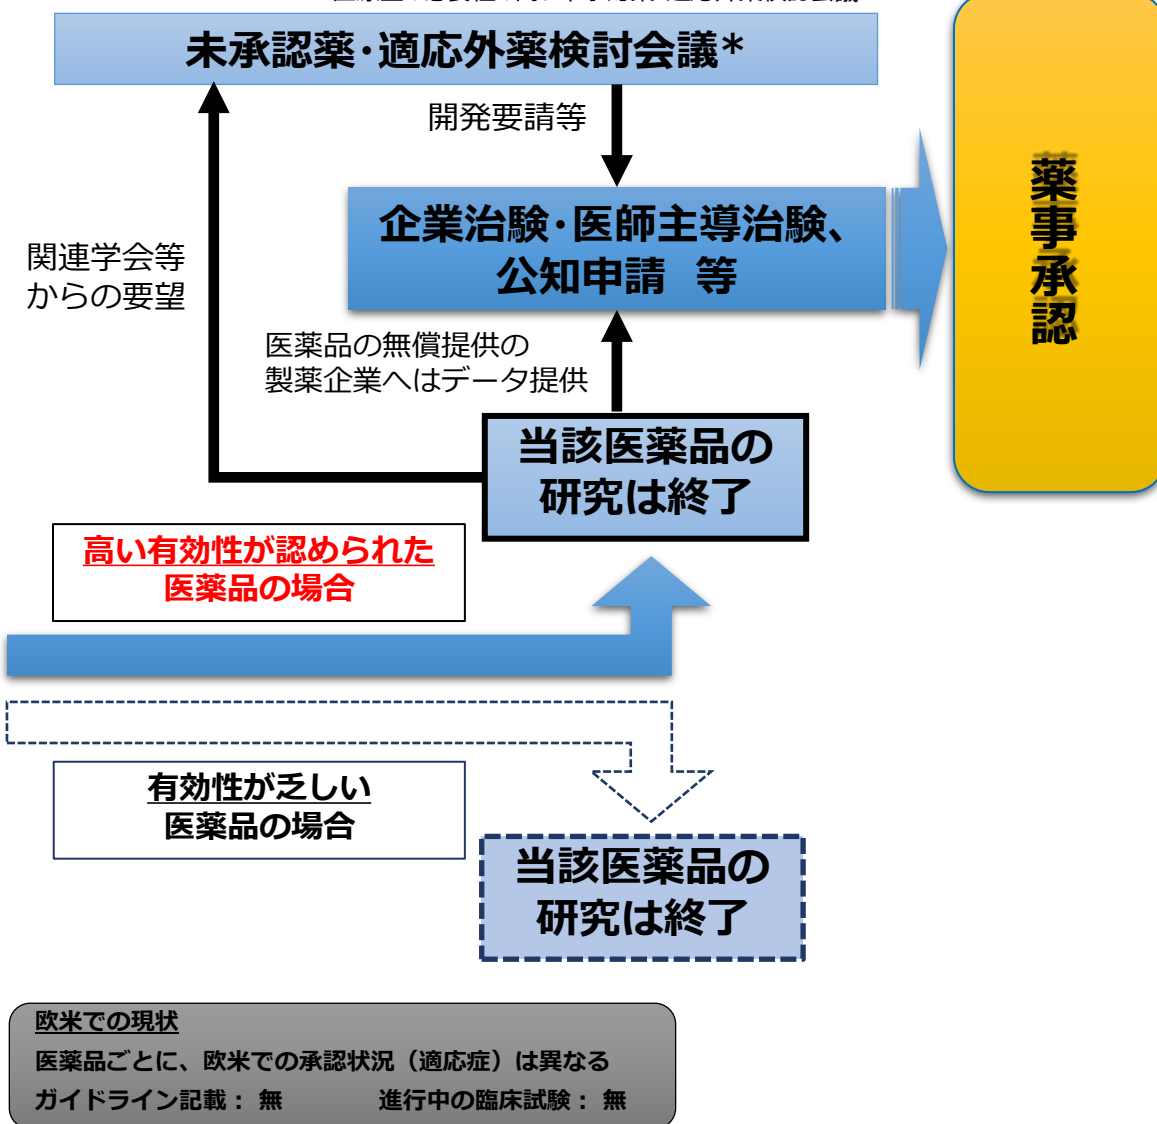 未承認薬・適応外薬検討会議*
開発要請等
企業治験・医師主導治験、
公知申請 等
薬事承認
関連学会等
からの要望
医薬品の無償提供の
製薬企業へはデータ提供
当該医薬品の
研究は終了
高い有効性が認められた
医薬品の場合
有効性が乏しい
医薬品の場合
当該医薬品の
研究は終了
欧米での現状
医薬品ごとに、欧米での承認状況（適応症）は異なる
ガイドライン記載： 無 進行中の臨床試験： 無